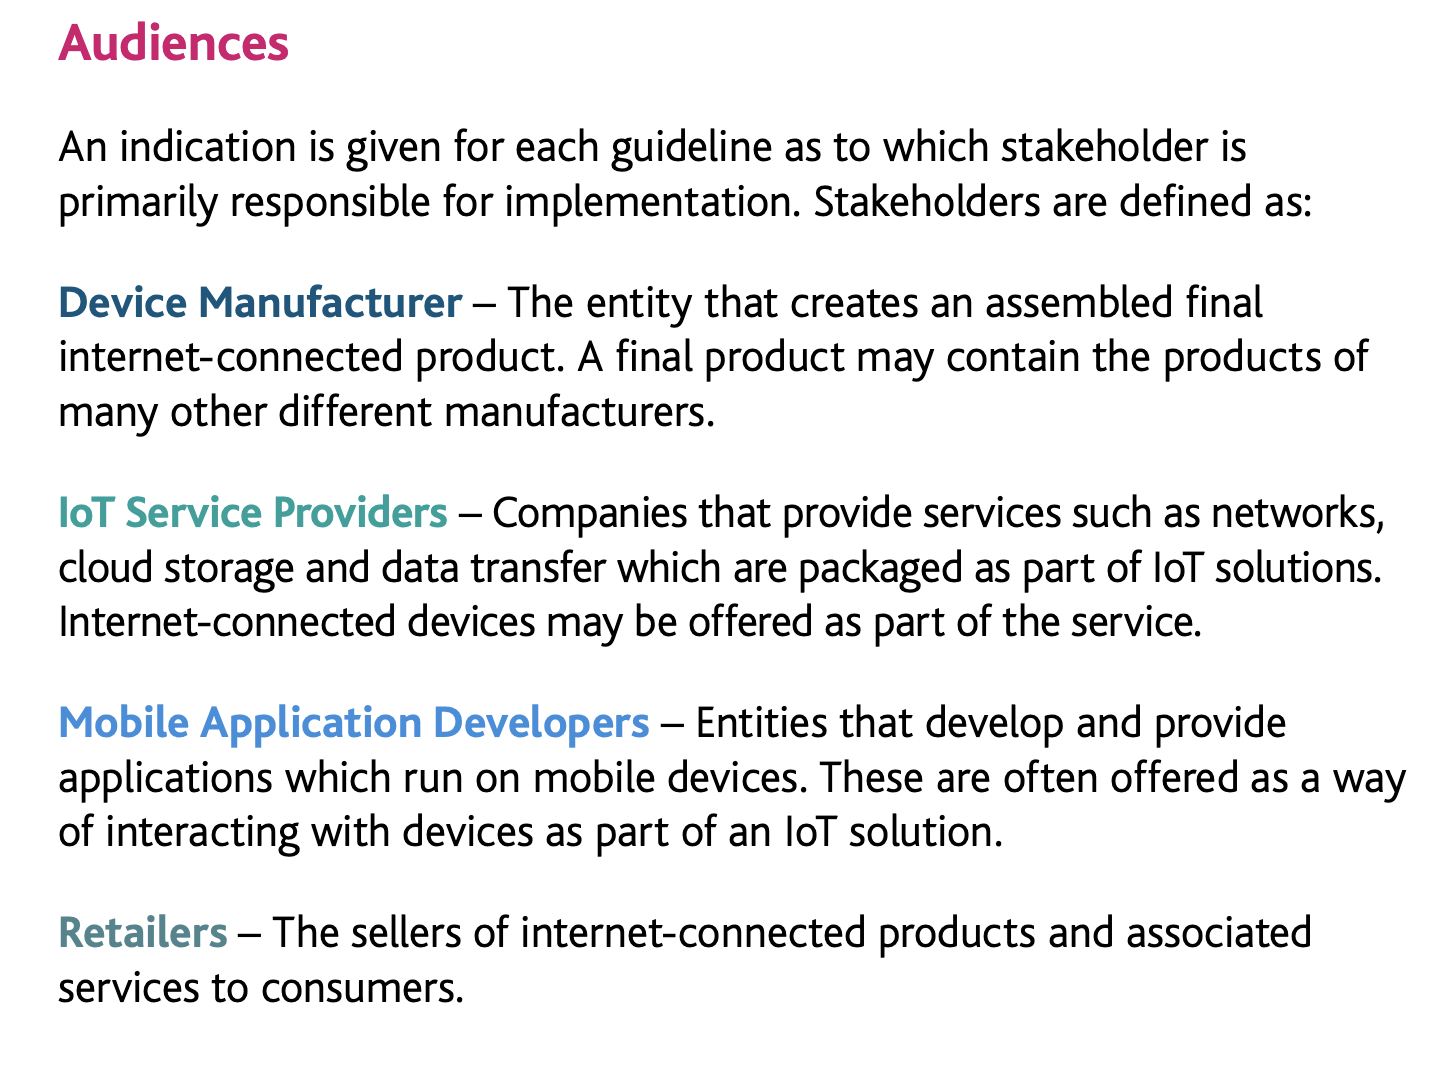 Audiences
An indication is given for each guideline as to which stakeholder is
primarily responsible for implementation. Stakeholders are defined as:
Device Manufacturer – The entity that creates an assembled final
internet-connected product. A final product may contain the products of
many other different manufacturers.
IoT Service Providers – Companies that provide services such as networks,
cloud storage and data transfer which are packaged as part of IoT solutions.
Internet-connected devices may be offered as part of the service.
Mobile Application Developers – Entities that develop and provide
applications which run on mobile devices. These are often offered as a way
of interacting with devices as part of an IoT solution.
Retailers – The sellers of internet-connected products and associated
services to consumers.